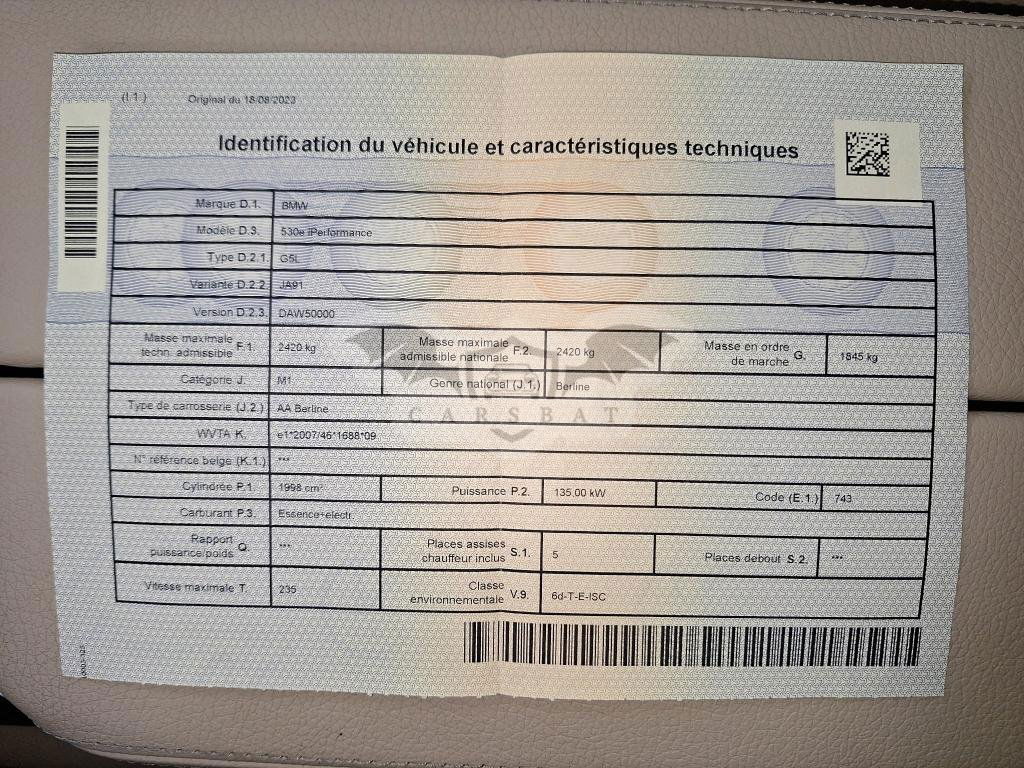 (I.1.) Original du 18/08/2023
Identification du véhicule et caractéristiques techniques
Marque D.1. BMW
Modèle D.3. 530e iPerformance
Type D.2.1. G5L
Variante D.2.2. JA91
Version D.2.3. DAW50000
Masse maximale techn. admissible F.1. 2420 kg Masse maximale admissible nationale F.2. 2420 kg Masse en ordre de marche G. 1845 kg
Catégorie J. M1 Genre national (J.1.) Berline
Type de carrosserie (J.2.) AA Berline
CARSBAT
WVTA K. e1*2007/46*1688*09
N° référence belge (K.1.) ***
Cylindrée P.1. 1998 cm³ Puissance P.2. 135.00 kW Code (E.1.) 743
Carburant P.3. Essence+electr.
Rapport puissance/poids Q. *** Places assises chauffeur inclus S.1. 5 Places debout S.2. ***
Vitesse maximale T. 235 Classe environnementale V.9. 6d-T-E-ISC